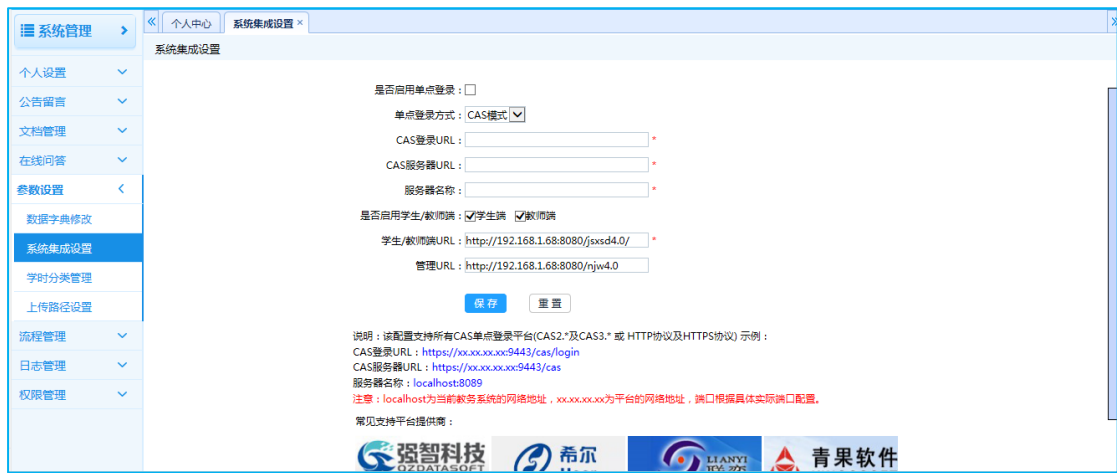 系统管理
个人中心 系统集成设置 ×
系统集成设置
个人设置
公告留言
文档管理
在线问答
参数设置
数据字典修改
系统集成设置
学时分类管理
上传路径设置
流程管理
日志管理
权限管理
是否启用单点登录：
单点登录方式：CAS模式
CAS登录URL： *
CAS服务器URL： *
服务器名称： *
是否启用学生/教师端：学生端 教师端
学生/教师端URL：http://192.168.1.68:8080/jsxsd4.0/ *
管理URL：http://192.168.1.68:8080/njw4.0
保存 重置
说明：该配置支持所有CAS单点登录平台(CAS2.*及CAS3.* 或 HTTP协议及HTTPS协议) 示例：
CAS登录URL：https://xx.xx.xx.xx:9443/cas/login
CAS服务器URL：https://xx.xx.xx.xx:9443/cas
服务器名称：localhost:8089
注意：localhost为当前教务系统的网络地址，xx.xx.xx.xx为平台的网络地址，端口根据具体实际端口配置。
常见支持平台提供商：
强智科技 希尔 LIANYI 青果软件
QZDATASOFT